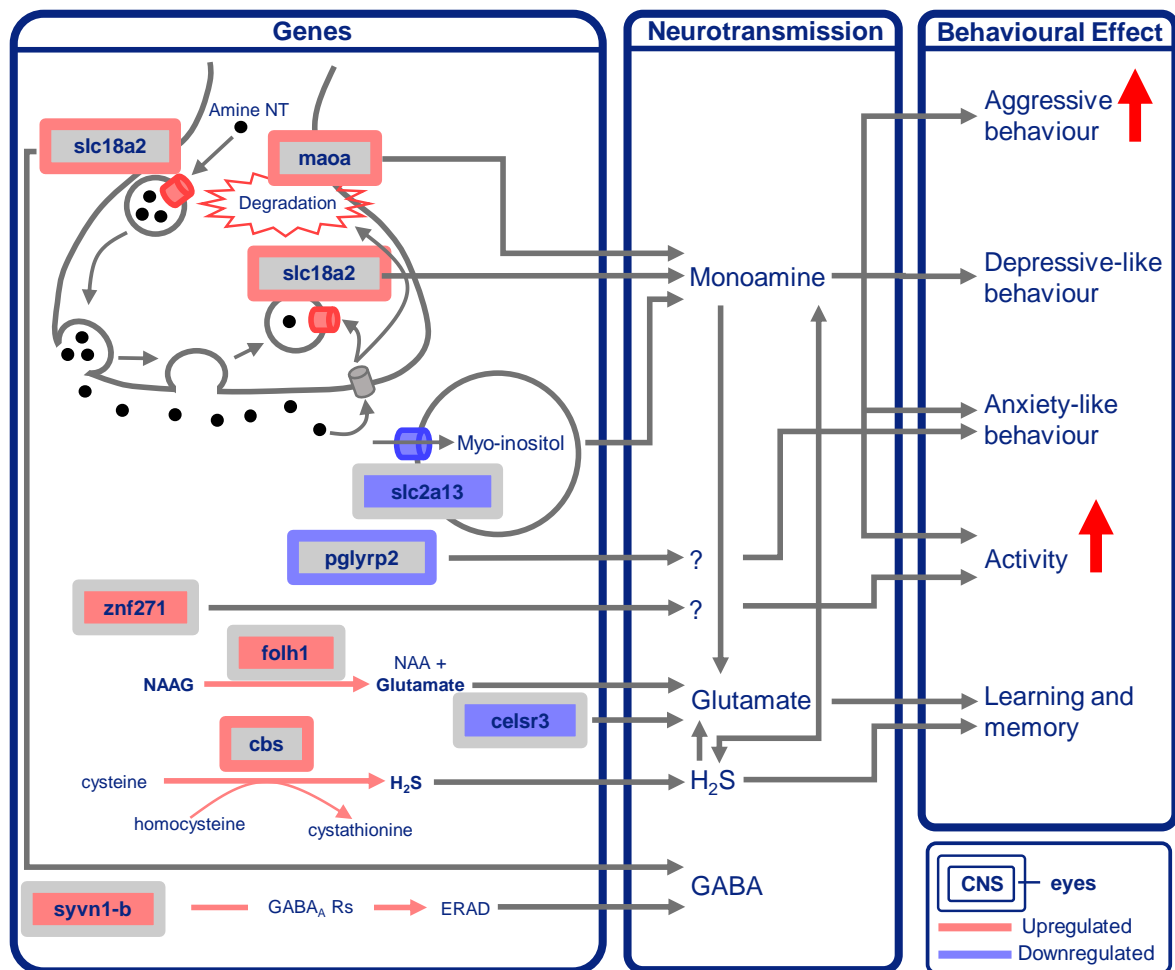 Genes
Neurotransmission
Behavioural Effect
Amine NT
slc18a2
maoa
Degradation
slc18a2
Myo-inositol
slc2a13
pglyrp2
znf271
folh1
NAAG
NAA +
Glutamate
celsr3
cbs
cysteine
H₂S
homocysteine
cystathionine
syvn1-b
GABA_A Rs
ERAD
Monoamine
?
?
Glutamate
H₂S
GABA
Aggressive
behaviour
Depressive-like
behaviour
Anxiety-like
behaviour
Activity
Learning and
memory
CNS
eyes
Upregulated
Downregulated